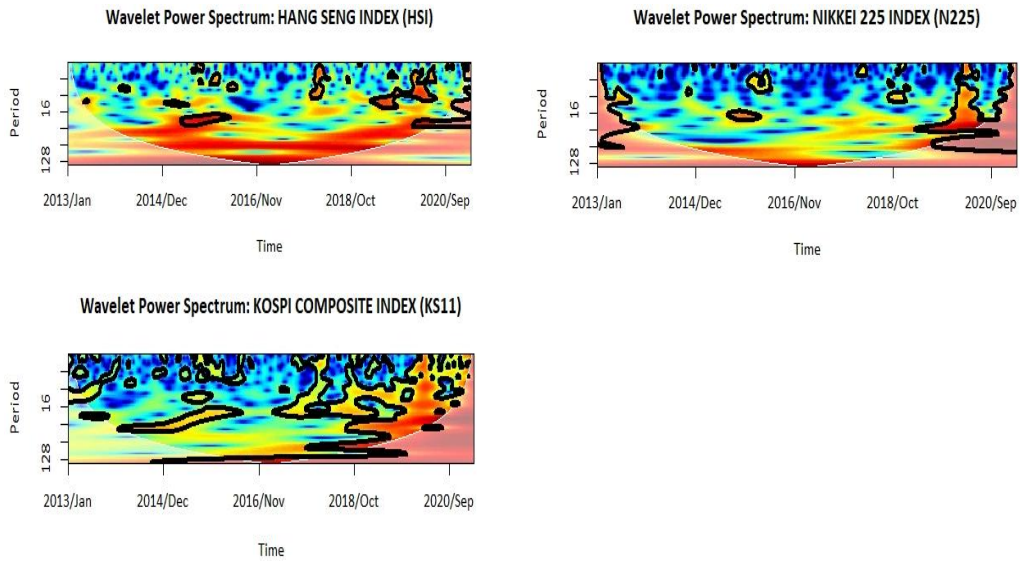 Wavelet Power Spectrum: HANG SENG INDEX (HSI)
Period
16
128
2013/Jan 2014/Dec 2016/Nov 2018/Oct 2020/Sep
Time
Wavelet Power Spectrum: NIKKEI 225 INDEX (N225)
Period
16
128
2013/Jan 2014/Dec 2016/Nov 2018/Oct 2020/Sep
Time
Wavelet Power Spectrum: KOSPI COMPOSITE INDEX (KS11)
Period
16
128
2013/Jan 2014/Dec 2016/Nov 2018/Oct 2020/Sep
Time